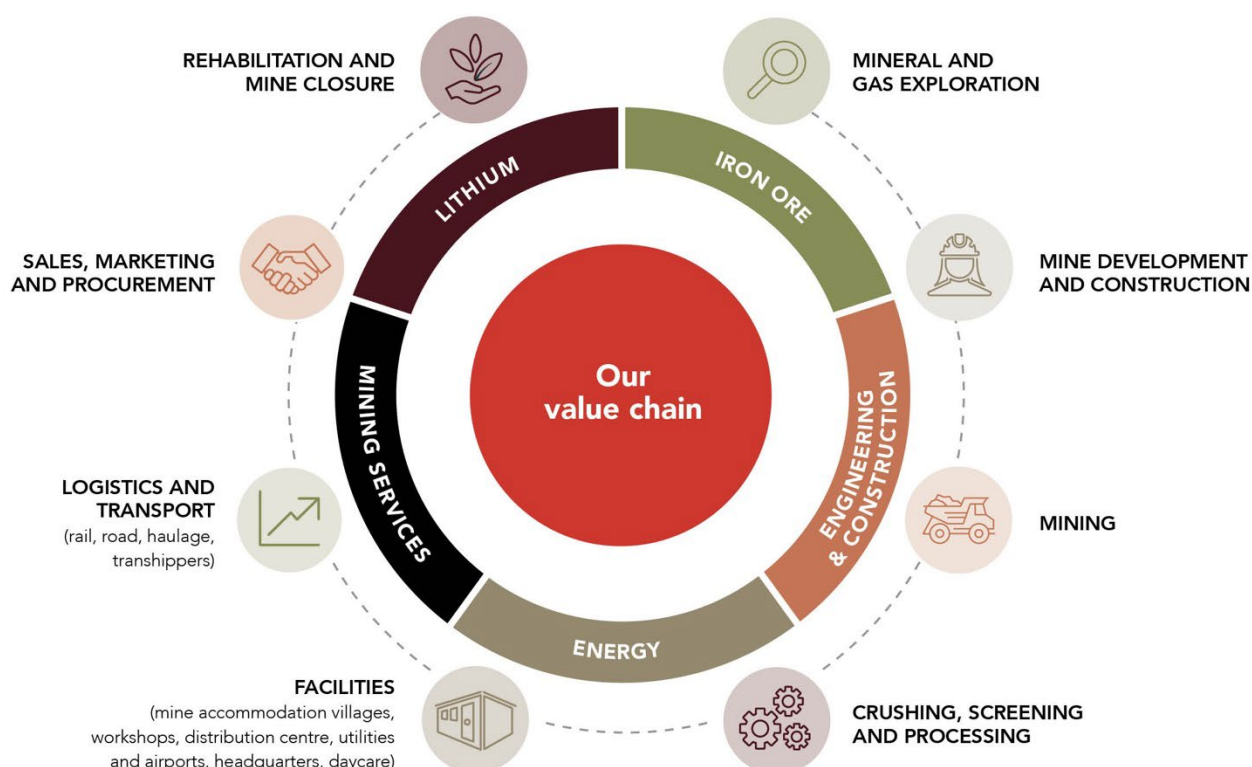 REHABILITATION AND
MINE CLOSURE
MINERAL AND
GAS EXPLORATION
LITHIUM
IRON ORE
SALES, MARKETING
AND PROCUREMENT
MINE DEVELOPMENT
AND CONSTRUCTION
Our
value chain
MINING SERVICES
ENGINEERING
& CONSTRUCTION
LOGISTICS AND
TRANSPORT
(rail, road, haulage,
transhippers)
MINING
ENERGY
FACILITIES
(mine accommodation villages,
workshops, distribution centre, utilities
and airports, headquarters, daycare)
CRUSHING, SCREENING
AND PROCESSING